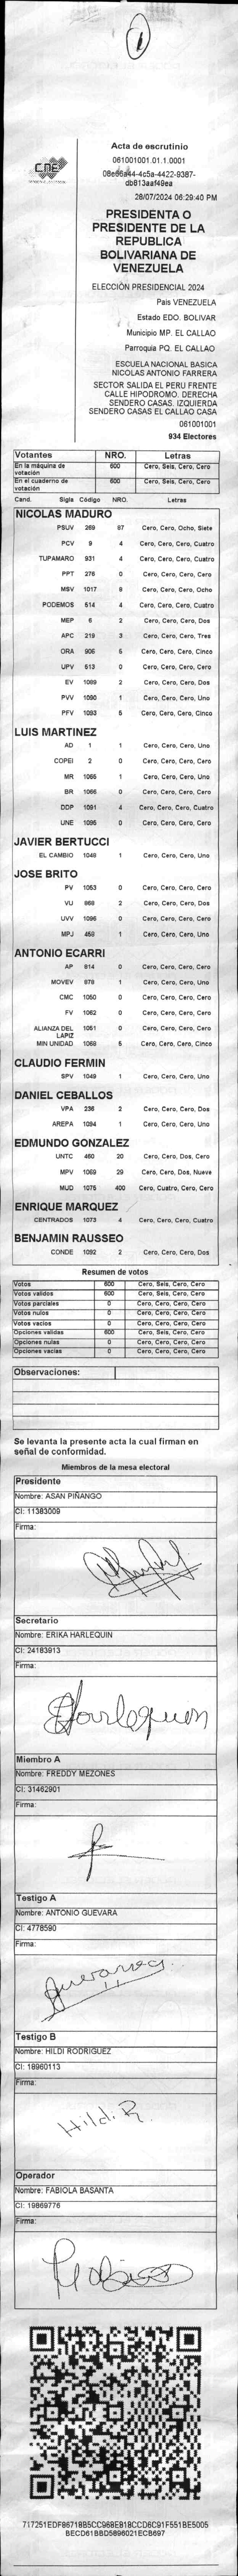 1
Acta de escrutinio
061001001.01.1.0001
CNE
db813aaf49ea
28/07/2024 06:29:40 PM
PRESIDENTA O
PRESIDENTE DE LA
REPUBLICA
BOLIVARIANA DE
VENEZUELA
ELECCIÓN PRESIDENCIAL 2024
Pais VENEZUELA
Estado EDO. BOLIVAR
Municipio MP. EL CALLAO
Parroquia PQ. EL CALLAO
ESCUELA NACIONAL BASICA
NICOLAS ANTONIO FARRERA
SECTOR SALIDA EL PERU FRENTE
CALLE HIPODROMO. DERECHA
SENDERO CASAS. IZQUIERDA
SENDERO CASAS EL CALLAO CASA
061001001
934 Electores
Votantes NRO. Letras
En la máquina de votación 600 Cero, Seis, Cero, Cero
En el cuaderno de votación 600 Cero, Seis, Cero, Cero
Cand. Sigla Código NRO. Letras
NICOLAS MADURO
PSUV 269 87 Cero, Cero, Ocho, Siete
PCV 9 4 Cero, Cero, Cero, Cuatro
TUPAMARO 931 4 Cero, Cero, Cero, Cuatro
PPT 276 0 Cero, Cero, Cero, Cero
MSV 1017 8 Cero, Cero, Cero, Ocho
PODEMOS 514 4 Cero, Cero, Cero, Cuatro
MEP 6 2 Cero, Cero, Cero, Dos
APC 219 3 Cero, Cero, Cero, Tres
ORA 906 5 Cero, Cero, Cero, Cinco
UPV 513 0 Cero, Cero, Cero, Cero
EV 1089 2 Cero, Cero, Cero, Dos
PVV 1090 1 Cero, Cero, Cero, Uno
PFV 1093 5 Cero, Cero, Cero, Cinco
LUIS MARTINEZ
AD 1 1 Cero, Cero, Cero, Uno
COPEI 2 0 Cero, Cero, Cero, Cero
MR 1055 1 Cero, Cero, Cero, Uno
BR 1066 0 Cero, Cero, Cero, Cero
DDP 1091 4 Cero, Cero, Cero, Cuatro
UNE 1095 0 Cero, Cero, Cero, Cero
JAVIER BERTUCCI
EL CAMBIO 1048 1 Cero, Cero, Cero, Uno
JOSE BRITO
PV 1053 0 Cero, Cero, Cero, Cero
VU 868 2 Cero, Cero, Cero, Dos
UVV 1096 0 Cero, Cero, Cero, Cero
MPJ 459 1 Cero, Cero, Cero, Uno
ANTONIO ECARRI
AP 814 0 Cero, Cero, Cero, Cero
MOVEV 878 1 Cero, Cero, Cero, Uno
CMC 1050 0 Cero, Cero, Cero, Cero
FV 1062 0 Cero, Cero, Cero, Cero
ALIANZA DEL LAPIZ 1051 0 Cero, Cero, Cero, Cero
MIN UNIDAD 1068 5 Cero, Cero, Cero, Cinco
CLAUDIO FERMIN
SPV 1049 1 Cero, Cero, Cero, Uno
DANIEL CEBALLOS
VPA 236 2 Cero, Cero, Cero, Dos
AREPA 1094 1 Cero, Cero, Cero, Uno
EDMUNDO GONZALEZ
UNTC 460 20 Cero, Cero, Dos, Cero
MPV 1069 29 Cero, Cero, Dos, Nueve
MUD 1075 400 Cero, Cuatro, Cero, Cero
ENRIQUE MARQUEZ
CENTRADOS 1073 4 Cero, Cero, Cero, Cuatro
BENJAMIN RAUSSEO
CONDE 1092 2 Cero, Cero, Cero, Dos
Resumen de votos
Votos 600 Cero, Seis, Cero, Cero
Votos validos 600 Cero, Seis, Cero, Cero
Votos parciales 0 Cero, Cero, Cero, Cero
Votos nulos 0 Cero, Cero, Cero, Cero
Votos vacios 0 Cero, Cero, Cero, Cero
Opciones validas 600 Cero, Seis, Cero, Cero
Opciones nulas 0 Cero, Cero, Cero, Cero
Opciones vacias 0 Cero, Cero, Cero, Cero
Observaciones:
Se levanta la presente acta la cual firman en
señal de conformidad.
Miembros de la mesa electoral
Presidente
Nombre: ASAN PIÑANGO
CI: 11383009
Firma:
Secretario
Nombre: ERIKA HARLEQUIN
CI: 24183913
Firma:
Harlequin
Miembro A
Nombre: FREDDY MEZONES
CI: 31462901
Firma:
Testigo A
Nombre: ANTONIO GUEVARA
CI: 4778590
Firma:
Guevara
Testigo B
Nombre: HILDI RODRIGUEZ
CI: 18960113
Firma:
Hildi R.
Operador
Nombre: FABIOLA BASANTA
CI: 19869776
Firma:
717251EDF86718B5CC968E818CCD6C91F551BE5005
BECD61BBD5896021ECB697